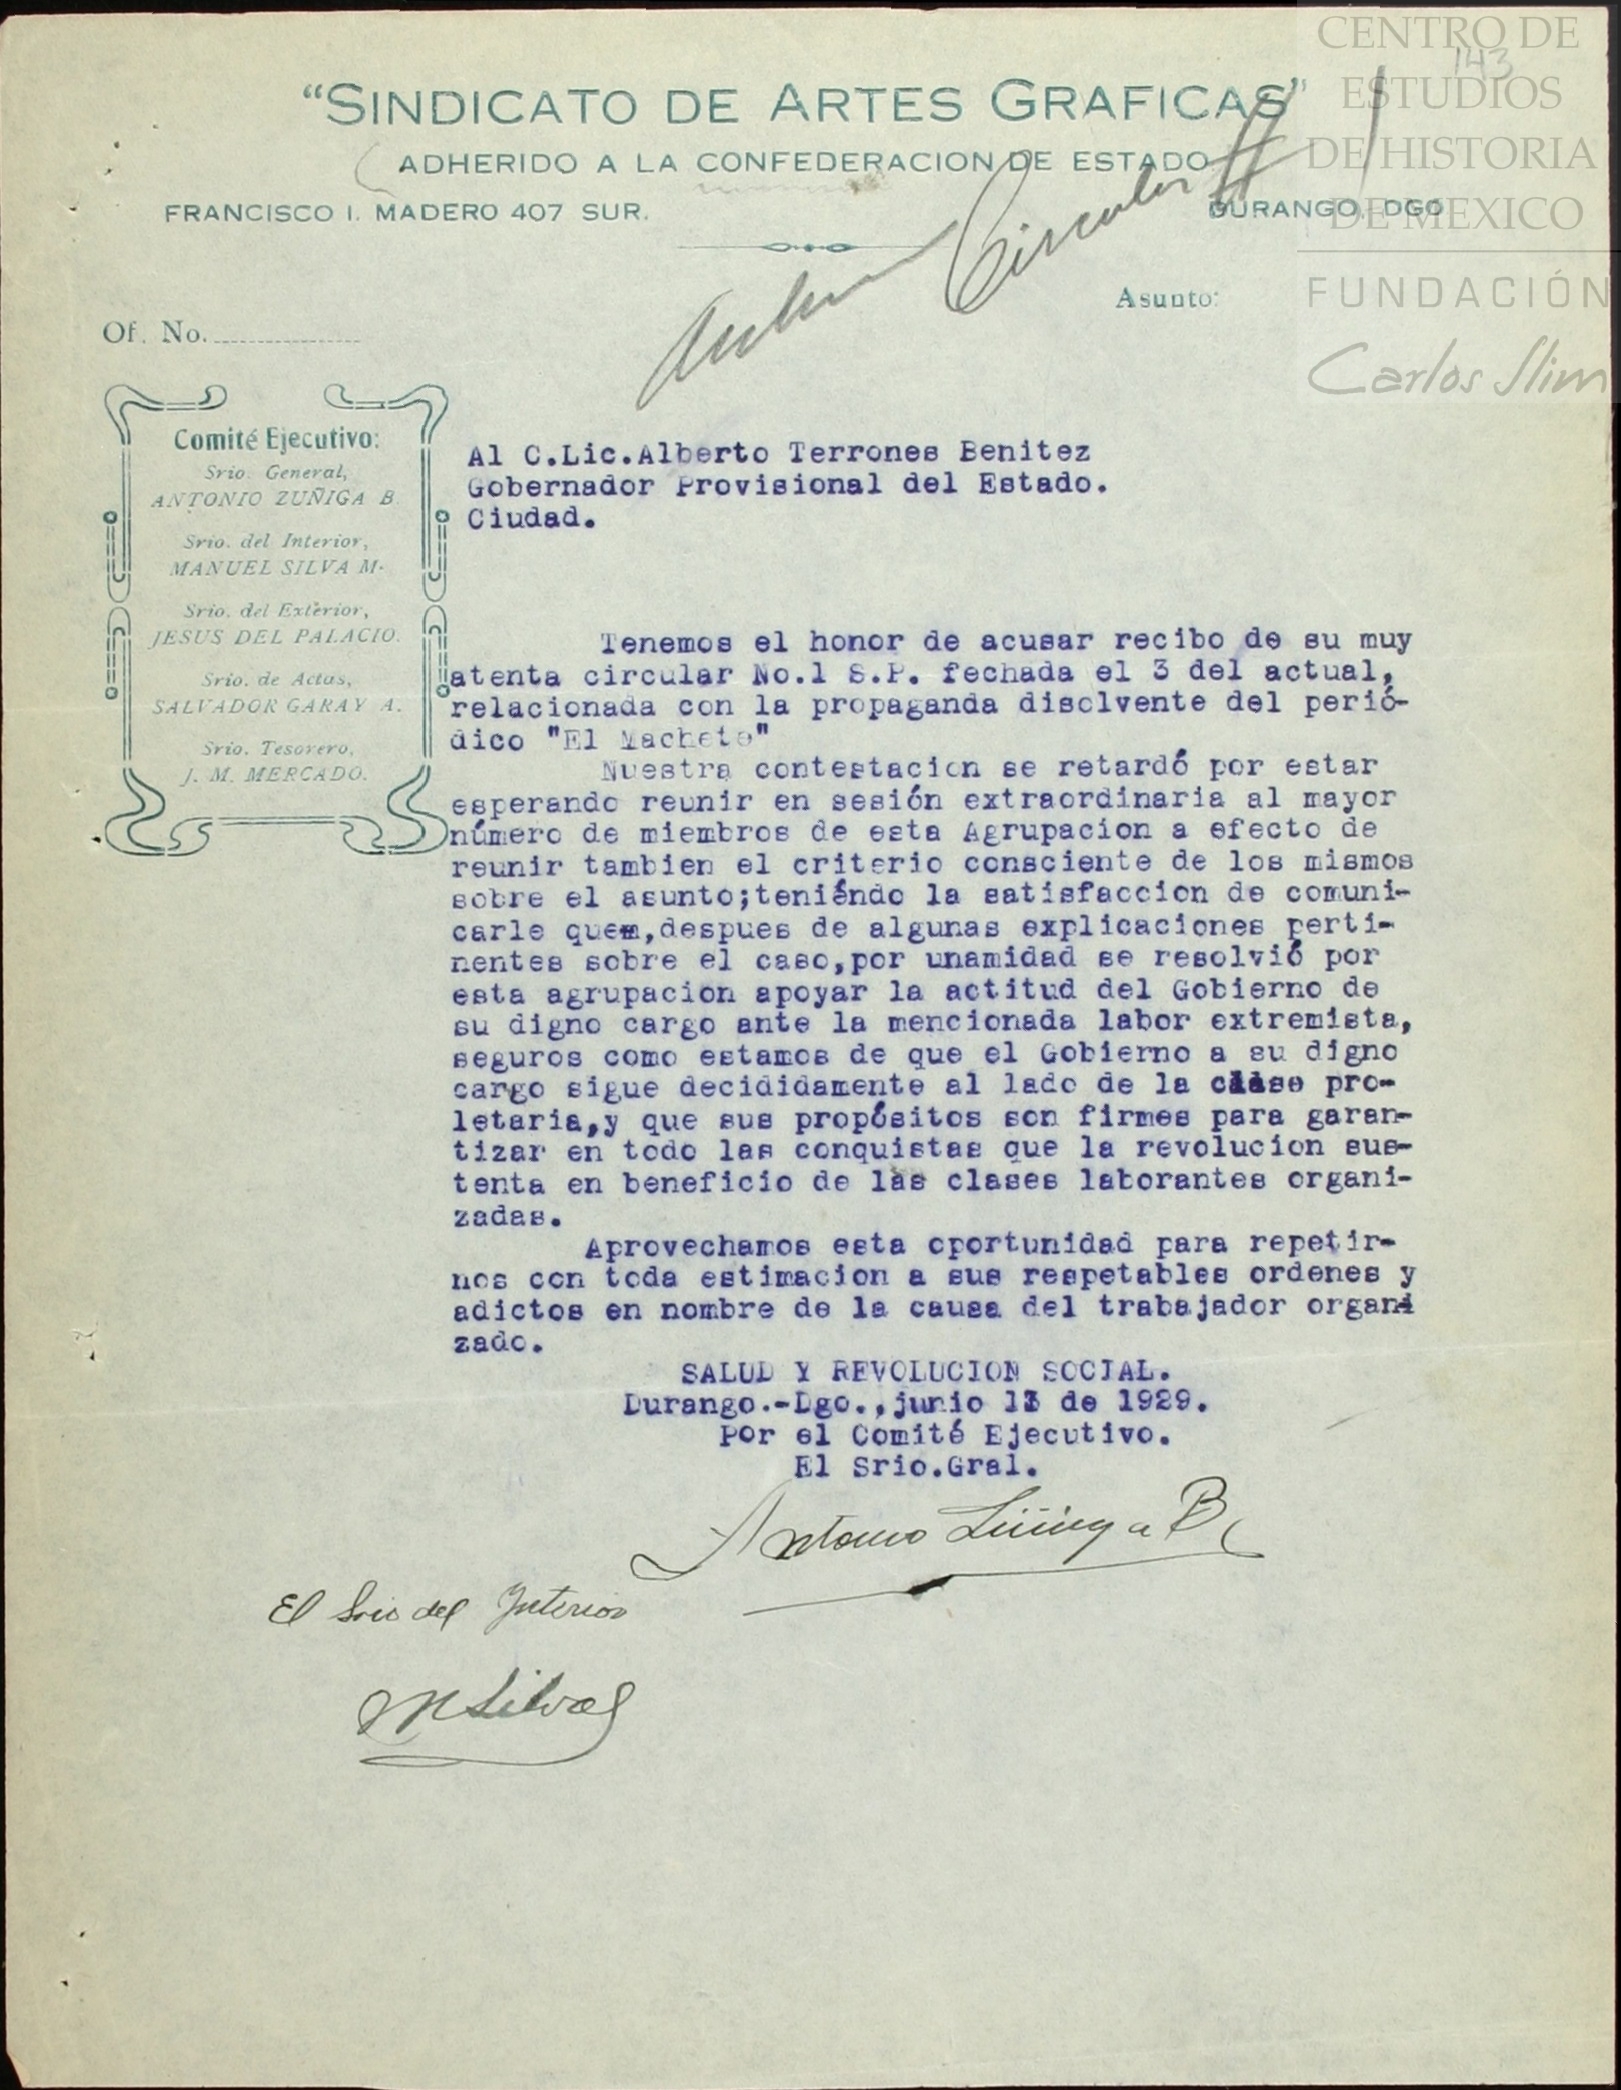 CENTRO DE
ESTUDIOS
DE HISTORIA
DE MEXICO
FUNDACIÓN
Carlos Slim
143
"SINDICATO DE ARTES GRAFICAS"
ADHERIDO A LA CONFEDERACION DE ESTADO
FRANCISCO I. MADERO 407 SUR. DURANGO, DGO
Circular #1
Asunto:
Of. No.
Comité Ejecutivo:
Srio. General,
ANTONIO ZUÑIGA B.
Srio. del Interior,
MANUEL SILVA M.
Srio. del Exterior,
JESUS DEL PALACIO.
Srio. de Actas,
SALVADOR GARAY A.
Srio. Tesorero,
J. M. MERCADO.
Al C.Lic.Alberto Terrones Benitez
Gobernador Provisional del Estado.
Ciudad.
Tenemos el honor de acusar recibo de su muy
atenta circular No.1 S.P. fechada el 3 del actual,
relacionada con la propaganda disolvente del perió-
dico "El Machete"
Nuestra contestacion se retardó por estar
esperando reunir en sesión extraordinaria al mayor
número de miembros de esta Agrupacion a efecto de
reunir tambien el criterio consciente de los mismos
sobre el asunto;teniéndo la satisfaccion de comuni-
carle quem,despues de algunas explicaciones perti-
nentes sobre el caso,por unamidad se resolvió por
esta agrupacion apoyar la actitud del Gobierno de
su digno cargo ante la mencionada labor extremista,
seguros como estamos de que el Gobierno a su digno
cargo sigue decididamente al lado de la clase pro-
letaria,y que sus propósitos son firmes para garan-
tizar en todo las conquistas que la revolucion sus-
tenta en beneficio de las clases laborantes organi-
zadas.
Aprovechamos esta oportunidad para repetir-
nos con toda estimacion a sus respetables ordenes y
adictos en nombre de la causa del trabajador organi
zado.
SALUD Y REVOLUCION SOCIAL.
Durango.-Dgo.,junio 13 de 1929.
Por el Comité Ejecutivo.
El Srio.Gral.
Antonio Zúñiga B.
El Srio del Interior
M Silva